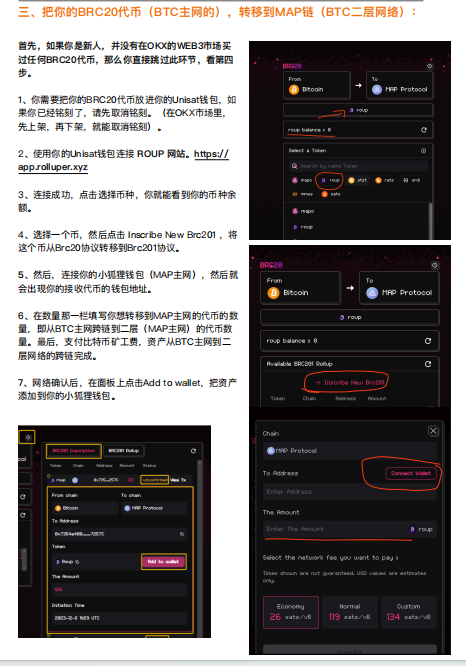 三、把你的BRC20代币（BTC主网的），转移到MAP链（BTC二层网络）：
首先，如果你是新人，并没有在OKX的WEB3市场买
过任何BRC20代币，那么你直接跳过此环节，看第四
步。
1、你需要把你的BRC20代币放进你的Unisat钱包，如
果你已经铭刻了，请先取消铭刻。（在OKX市场里，
先上架，再下架，就能取消铭刻）。
2、使用你的Unisat钱包连接 ROUP 网站。https://
app.rolluper.xyz
3、连接成功，点击选择币种，你就能看到你的币种余
额。
4、选择一个币，然后点击 Inscribe New Brc201 ，将
这个币从Brc20协议转移到Brc201协议。
5、然后，连接你的小狐狸钱包（MAP主网），然后就
会出现你的接收代币的钱包地址。
6、在数量那一栏填写你想转移到MAP主网的代币的数
量，即从BTC主网跨链到二层（MAP主网）的代币数
量。最后，支付比特币矿工费，资产从BTC主网到二
层网络的跨链完成。
7、网络确认后，在面板上点击Add to wallet，把资产
添加到你的小狐狸钱包。
BRC20
From
To
Bitcoin
MAP Protocol
roup
roup balance : 0
Select a Token
Search by name Token
mapo
roup
stst
rats
ordi
mmss
sats
mapo
roup
BRC20
From
To
Bitcoin
MAP Protocol
roup
roup balance : 0
Available BRC201 Rollup
+ Inscribe New Brc201
Token Chain Address Amount
Chain
MAP Protocol
To Address
Connect Wallet
Enter Address
The Amount
Enter The Amount
roup
Select the network fee you want to pay :
Times shown are not guaranteed. USD values are estimates
only.
Economy
Normal
Custom
26 sats/vB
119 sats/vB
134 sats/vB
BRC201 Inscription
BRC201 Rollup
Token Chain Address Amount Status
roup
unconfirmed
View Tx
From chain
To chain
Bitcoin
MAP Protocol
To Address
Token
Roup
Add to wallet
The Amount
Initiation Time